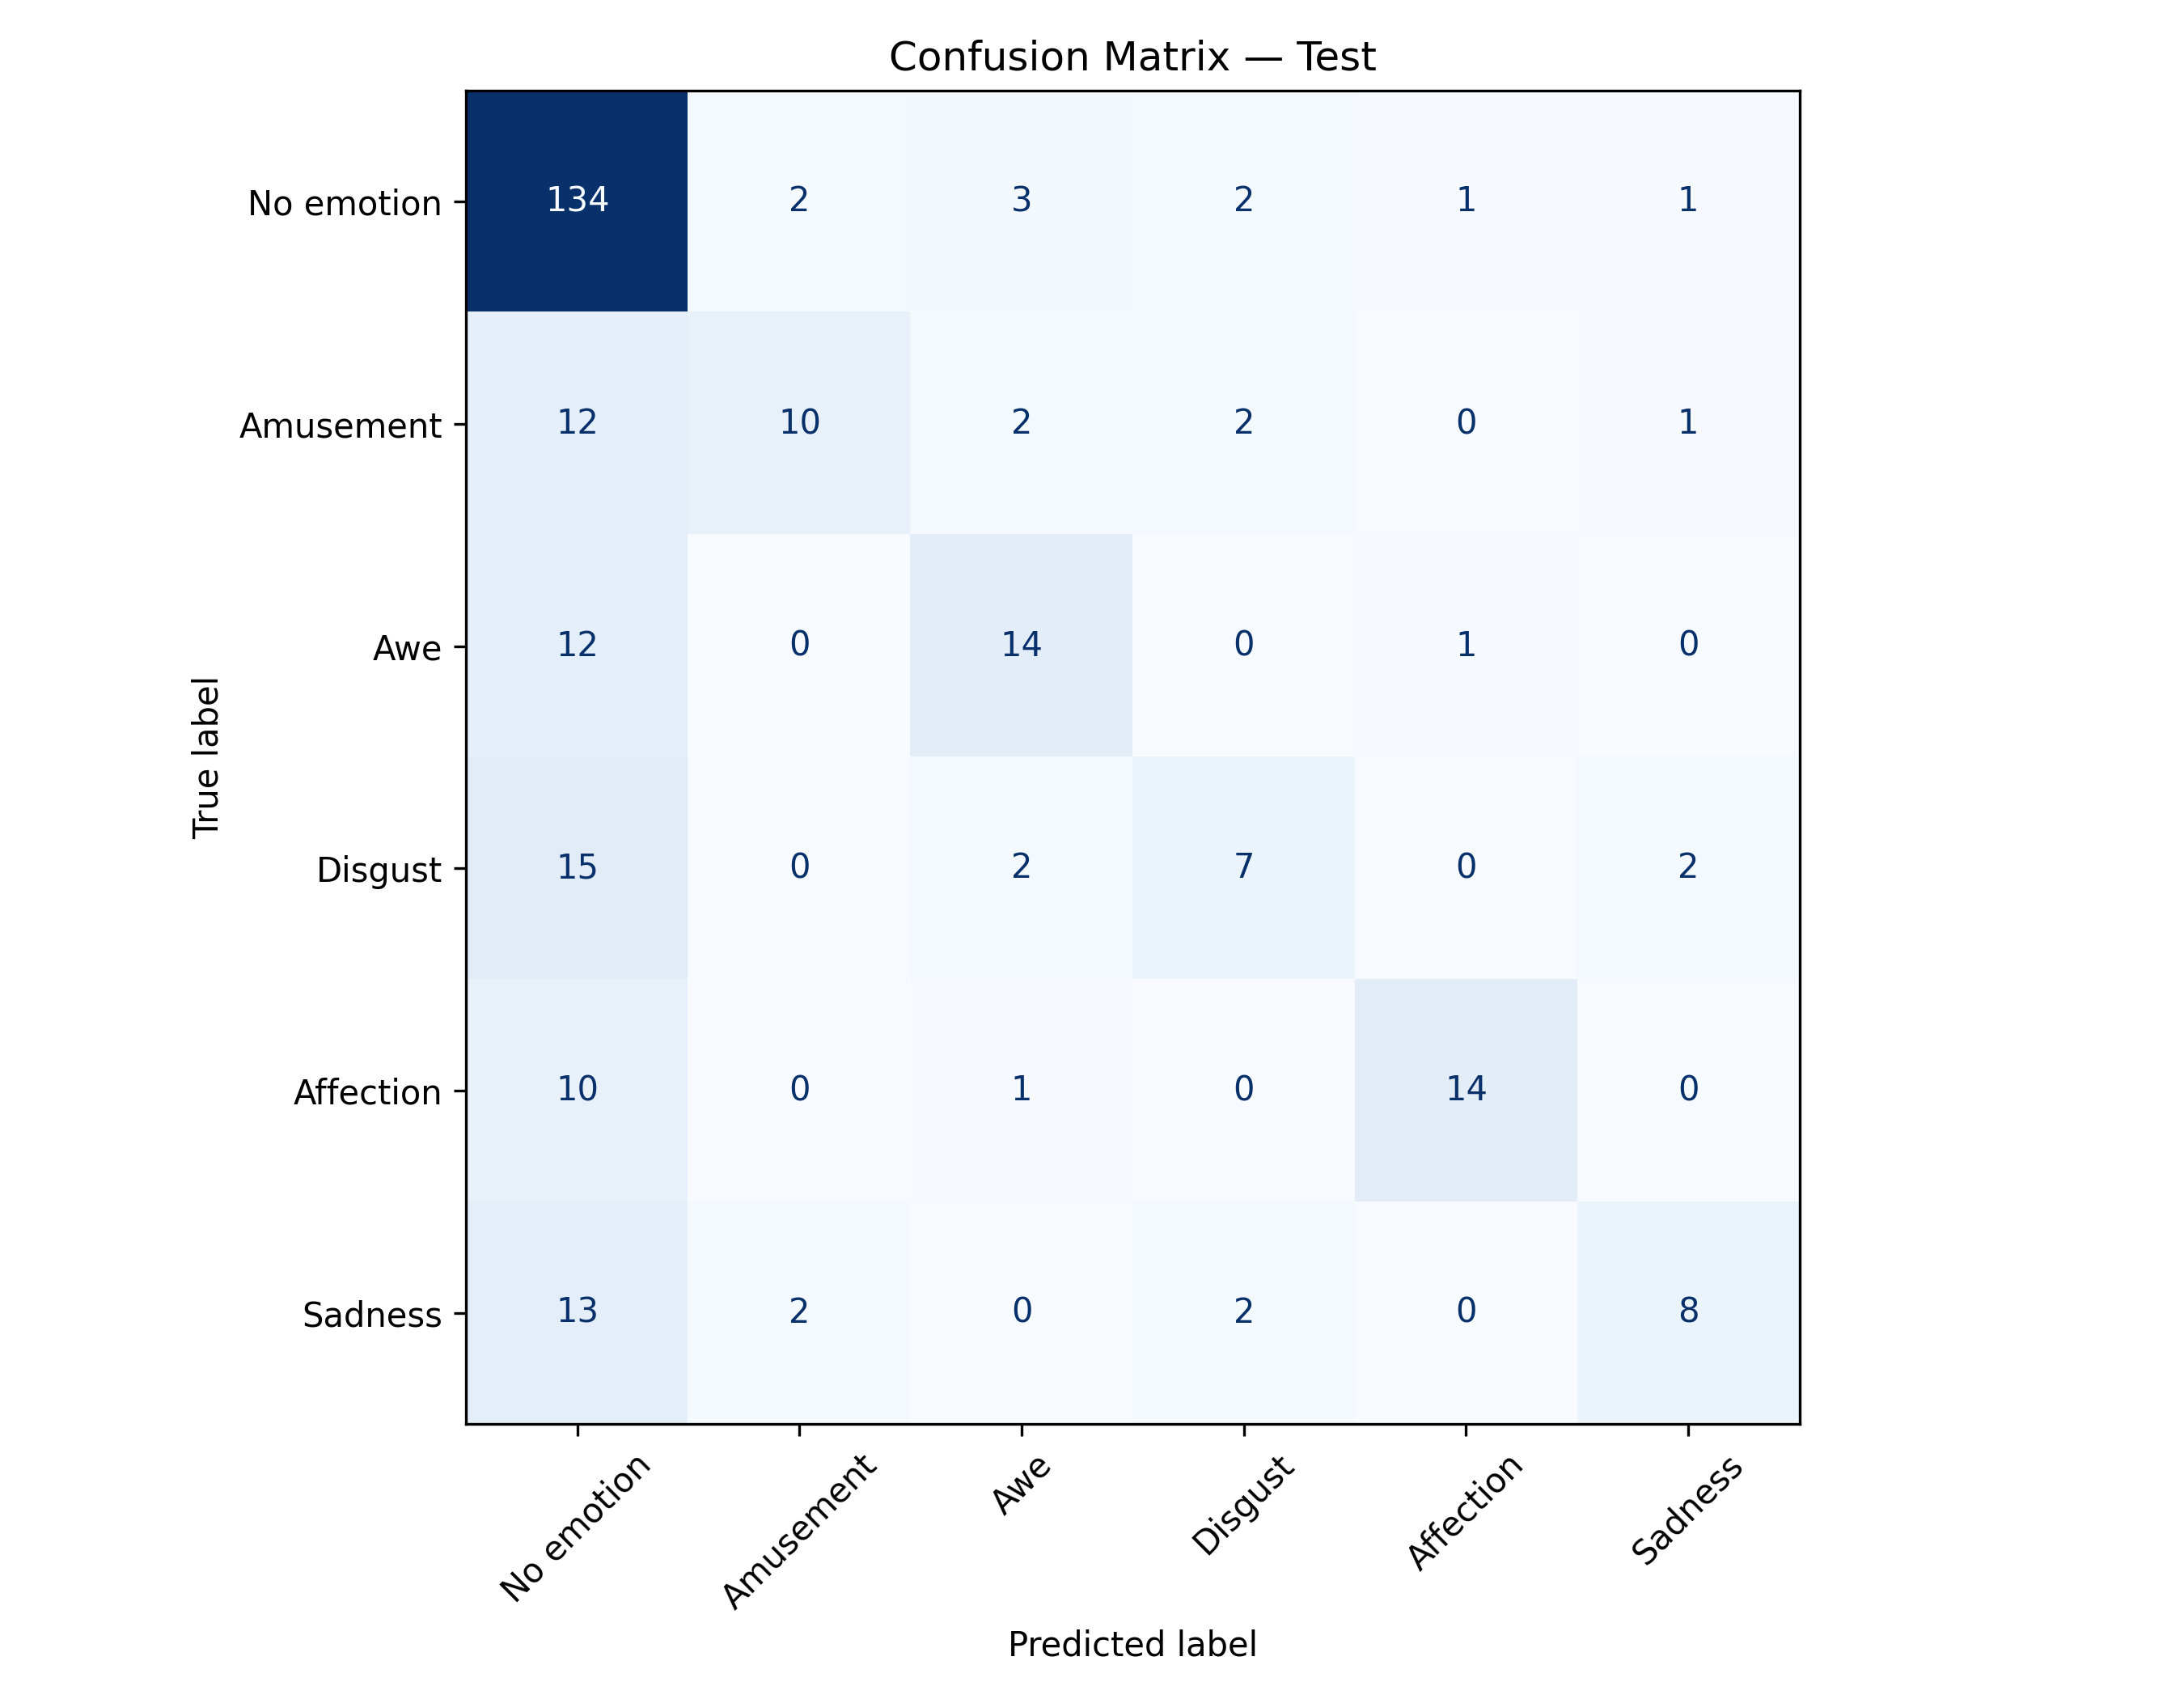 Confusion Matrix — Test
True label
No emotion 134 2 3 2 1 1
Amusement 12 10 2 2 0 1
Awe 12 0 14 0 1 0
Disgust 15 0 2 7 0 2
Affection 10 0 1 0 14 0
Sadness 13 2 0 2 0 8
No emotion Amusement Awe Disgust Affection Sadness
Predicted label